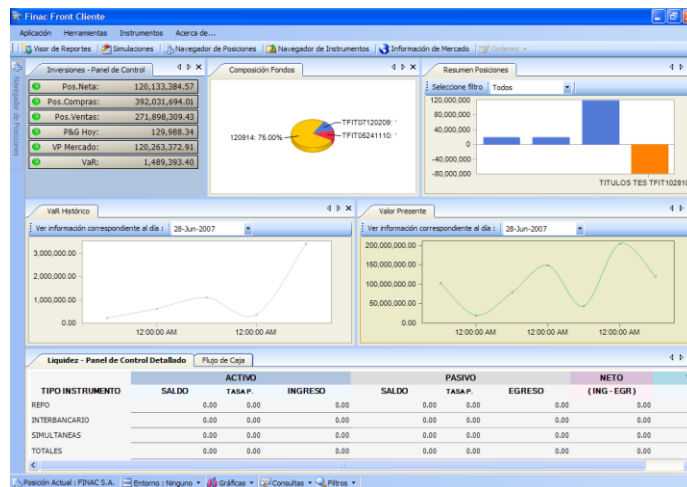 Finac Front Cliente
Aplicación Herramientas Instrumentos Acerca de...
Visor de Reportes Simulaciones Navegador de Posiciones Navegador de Instrumentos Información de Mercado Ordenes
Navegador de Posiciones
Inversiones - Panel de Control
Pos.Neta: 120,133,384.57
Pos.Compras: 392,031,694.01
Pos.Ventas: 271,898,309.43
P&G Hoy: 129,988.34
VP Mercado: 120,263,372.91
VaR: 1,489,393.40
Composición Fondos
TFIT07120209:
120914: 75.00%
TFIT06241110:
Resumen Posiciones
Seleccione filtro Todos
120,000,000
80,000,000
40,000,000
0
-40,000,000
-80,000,000
TITULOS TES TFIT102810
VaR Histórico
Ver información correspondiente al día : 28-Jun-2007
3,000,000.00
2,000,000.00
1,000,000.00
0.00
12:00:00 AM 12:00:00 AM
Valor Presente
Ver información correspondiente al día : 28-Jun-2007
200,000,000.00
150,000,000.00
100,000,000.00
50,000,000.00
0.00
12:00:00 AM 12:00:00 AM 12:00:00 AM
Liquidez - Panel de Control Detallado Flujo de Caja
ACTIVO PASIVO NETO
TIPO INSTRUMENTO SALDO TASA P. INGRESO SALDO TASA P. EGRESO (ING - EGR)
REPO 0.00 0.00 0.00 0.00 0.00 0.00 0.00
INTERBANCARIO 0.00 0.00 0.00 0.00 0.00 0.00 0.00
SIMULTANEAS 0.00 0.00 0.00 0.00 0.00 0.00 0.00
TOTALES 0.00 0.00 0.00 0.00 0.00 0.00 0.00
Posición Actual : FINAC S.A. Entorno : Ninguno Gráficas Consultas Filtros